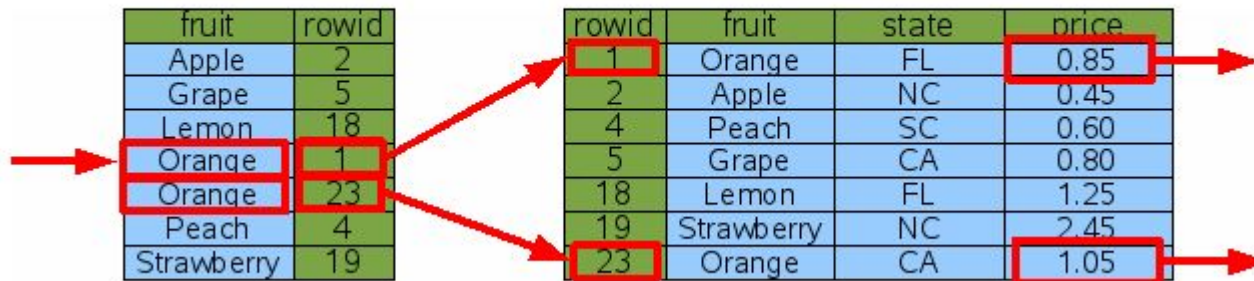 fruit rowid
Apple 2
Grape 5
Lemon 18
Orange 1
Orange 23
Peach 4
Strawberry 19
rowid fruit state price
1 Orange FL 0.85
2 Apple NC 0.45
4 Peach SC 0.60
5 Grape CA 0.80
18 Lemon FL 1.25
19 Strawberry NC 2.45
23 Orange CA 1.05